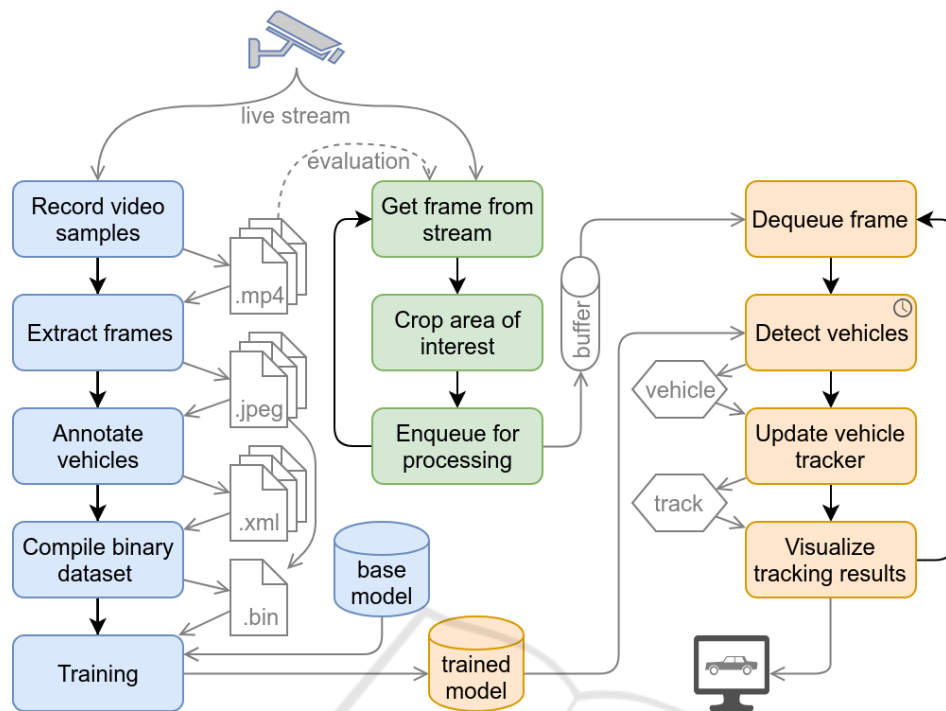 live stream
evaluation
Record video
samples
.mp4
Extract frames
.jpeg
Annotate
vehicles
.xml
Compile binary
dataset
.bin
Training
base
model
trained
model
Get frame from
stream
Crop area of
interest
Enqueue for
processing
buffer
Dequeue frame
Detect vehicles
vehicle
Update vehicle
tracker
track
Visualize
tracking results